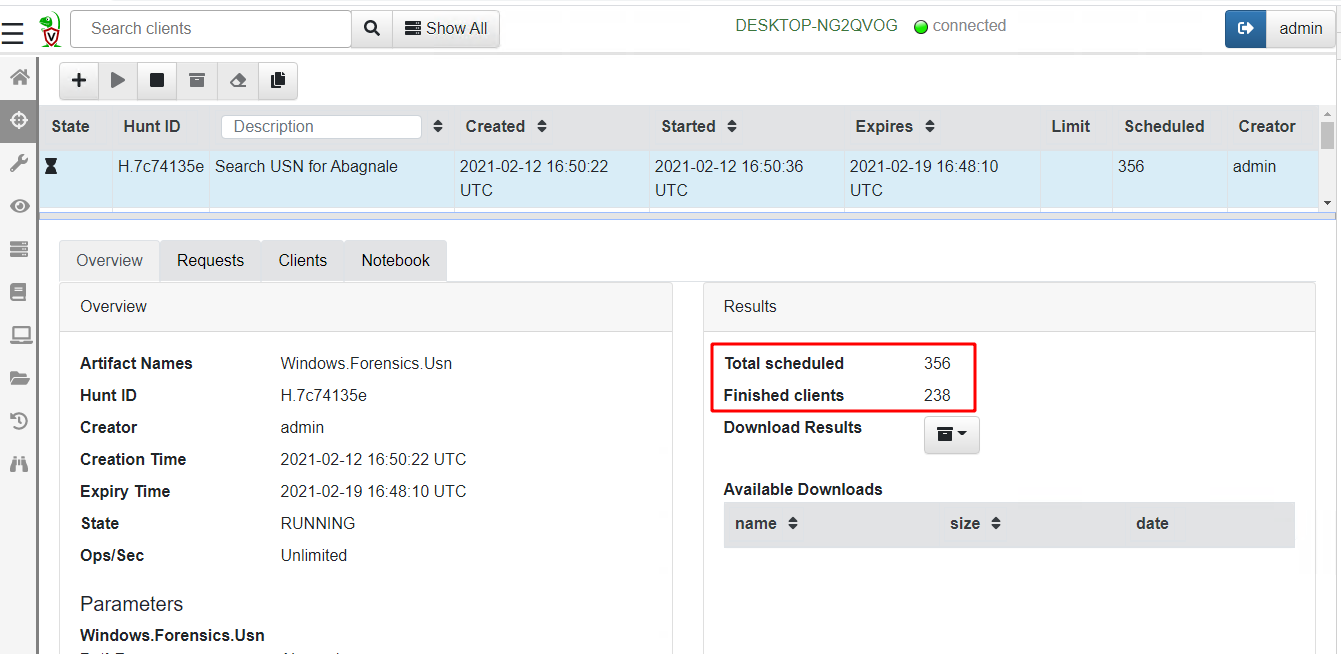 Search clients
Show All
DESKTOP-NG2QVOG
connected
admin
State Hunt ID Description Created Started Expires Limit Scheduled Creator
H.7c74135e Search USN for Abagnale 2021-02-12 16:50:22 UTC 2021-02-12 16:50:36 UTC 2021-02-19 16:48:10 UTC 356 admin
Overview Requests Clients Notebook
Overview
Artifact Names Windows.Forensics.Usn
Hunt ID H.7c74135e
Creator admin
Creation Time 2021-02-12 16:50:22 UTC
Expiry Time 2021-02-19 16:48:10 UTC
State RUNNING
Ops/Sec Unlimited
Parameters
Windows.Forensics.Usn
Results
Total scheduled 356
Finished clients 238
Download Results
Available Downloads
name size date